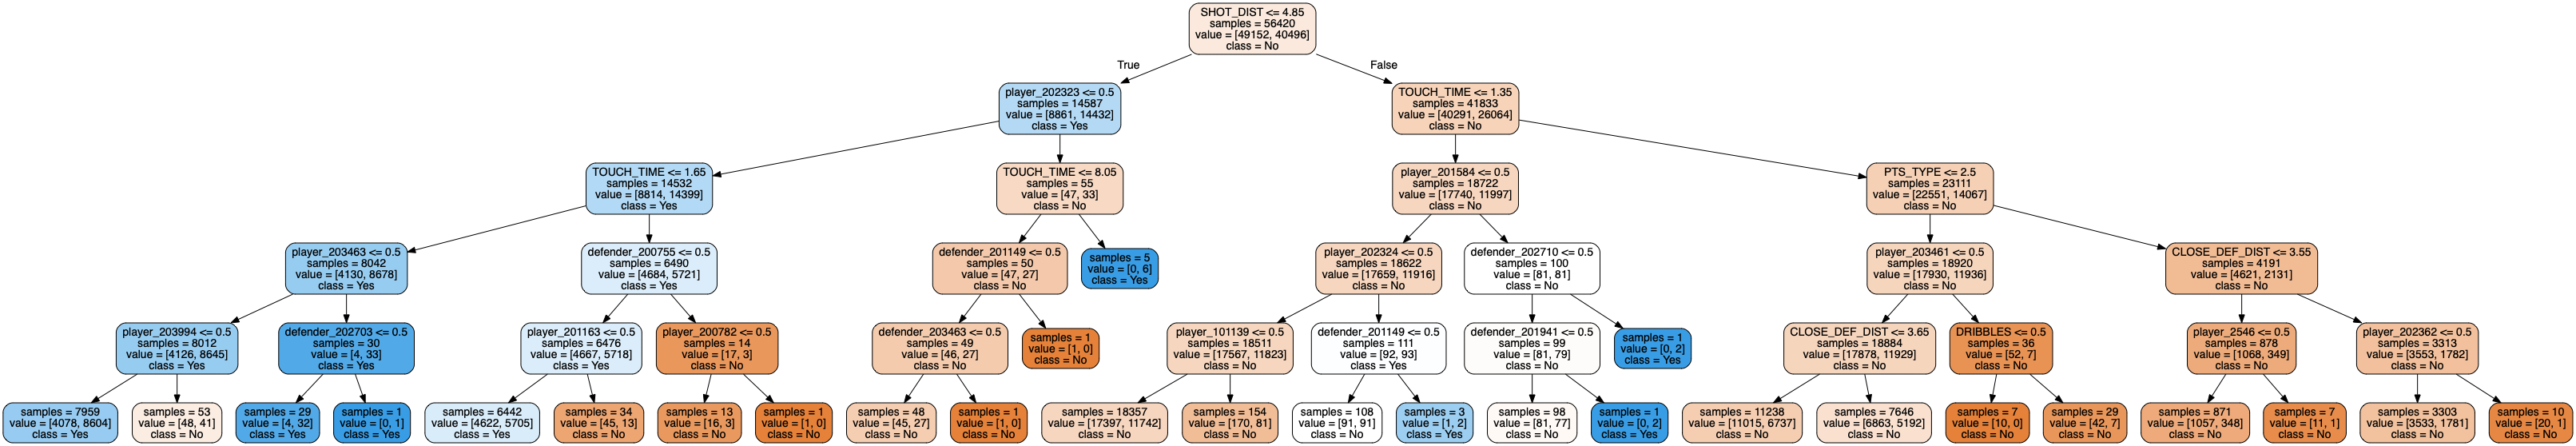 SHOT_DIST <= 4.85
samples = 56420
value = [49152, 40496]
class = No
True
False
player_202323 <= 0.5
samples = 14587
value = [8861, 14432]
class = Yes
TOUCH_TIME <= 1.35
samples = 41833
value = [40291, 26064]
class = No
TOUCH_TIME <= 1.65
samples = 14532
value = [8814, 14399]
class = Yes
TOUCH_TIME <= 8.05
samples = 55
value = [47, 33]
class = No
player_201584 <= 0.5
samples = 18722
value = [17740, 11997]
class = No
PTS_TYPE <= 2.5
samples = 23111
value = [22551, 14067]
class = No
player_203463 <= 0.5
samples = 8042
value = [4130, 8678]
class = Yes
defender_200755 <= 0.5
samples = 6490
value = [4684, 5721]
class = Yes
defender_201149 <= 0.5
samples = 50
value = [47, 27]
class = No
samples = 5
value = [0, 6]
class = Yes
player_202324 <= 0.5
samples = 18622
value = [17659, 11916]
class = No
defender_202710 <= 0.5
samples = 100
value = [81, 81]
class = No
player_203461 <= 0.5
samples = 18920
value = [17930, 11936]
class = No
CLOSE_DEF_DIST <= 3.55
samples = 4191
value = [4621, 2131]
class = No
player_203994 <= 0.5
samples = 8012
value = [4126, 8645]
class = Yes
defender_202703 <= 0.5
samples = 30
value = [4, 33]
class = Yes
player_201163 <= 0.5
samples = 6476
value = [4667, 5718]
class = Yes
player_200782 <= 0.5
samples = 14
value = [17, 3]
class = No
defender_203463 <= 0.5
samples = 49
value = [46, 27]
class = No
samples = 1
value = [1, 0]
class = No
player_101139 <= 0.5
samples = 18511
value = [17567, 11823]
class = No
defender_201149 <= 0.5
samples = 111
value = [92, 93]
class = Yes
defender_201941 <= 0.5
samples = 99
value = [81, 79]
class = No
samples = 1
value = [0, 2]
class = Yes
CLOSE_DEF_DIST <= 3.65
samples = 18884
value = [17878, 11929]
class = No
DRIBBLES <= 0.5
samples = 36
value = [52, 7]
class = No
player_2546 <= 0.5
samples = 878
value = [1068, 349]
class = No
player_202362 <= 0.5
samples = 3313
value = [3553, 1782]
class = No
samples = 7959
value = [4078, 8604]
class = Yes
samples = 53
value = [48, 41]
class = No
samples = 29
value = [4, 32]
class = Yes
samples = 1
value = [0, 1]
class = Yes
samples = 6442
value = [4622, 5705]
class = Yes
samples = 34
value = [45, 13]
class = No
samples = 13
value = [16, 3]
class = No
samples = 1
value = [1, 0]
class = No
samples = 48
value = [45, 27]
class = No
samples = 1
value = [1, 0]
class = No
samples = 18357
value = [17397, 11742]
class = No
samples = 154
value = [170, 81]
class = No
samples = 108
value = [91, 91]
class = No
samples = 3
value = [1, 2]
class = Yes
samples = 98
value = [81, 77]
class = No
samples = 1
value = [0, 2]
class = Yes
samples = 11238
value = [11015, 6737]
class = No
samples = 7646
value = [6863, 5192]
class = No
samples = 7
value = [10, 0]
class = No
samples = 29
value = [42, 7]
class = No
samples = 871
value = [1057, 348]
class = No
samples = 7
value = [11, 1]
class = No
samples = 3303
value = [3533, 1781]
class = No
samples = 10
value = [20, 1]
class = No